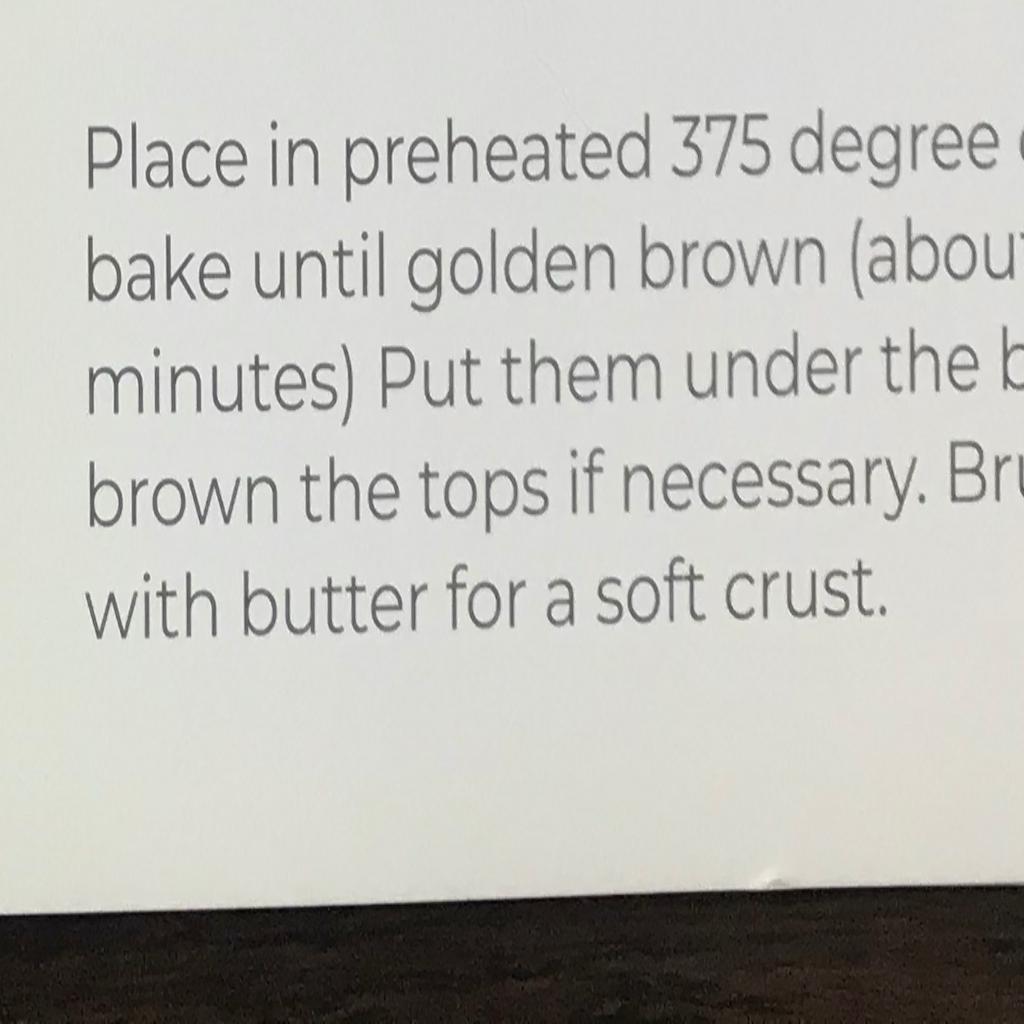 Place in preheated 375 degree
bake until golden brown
minutes) Put them under the
brown the tops if necessary.
with butter for a soft crust.